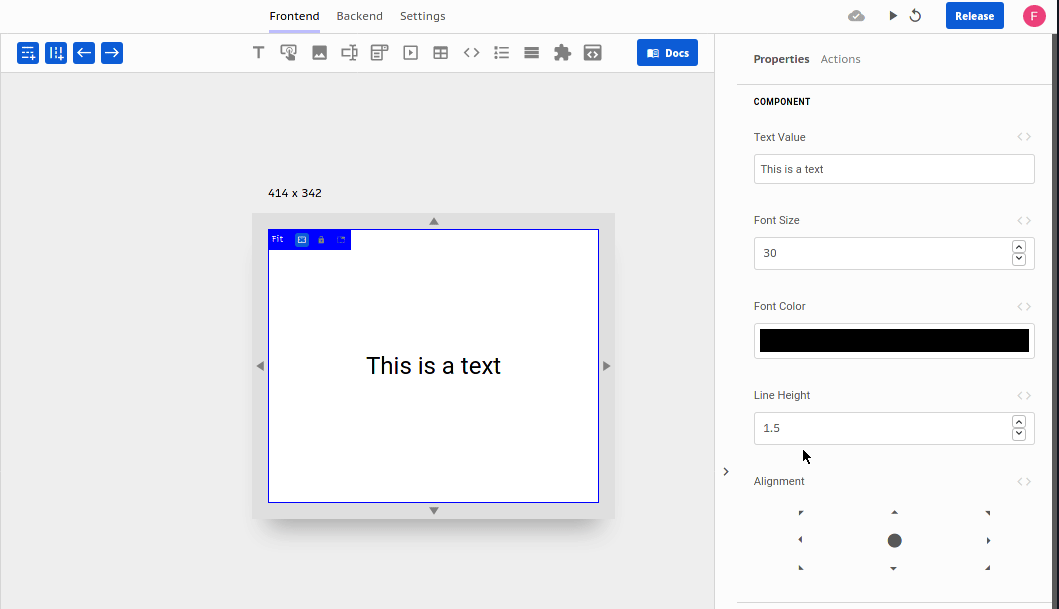 Frontend Backend Settings
Release
F
Docs
Properties Actions
COMPONENT
Text Value
This is a text
Font Size
30
Font Color
Line Height
1.5
Alignment
414 x 342
Fit
This is a text